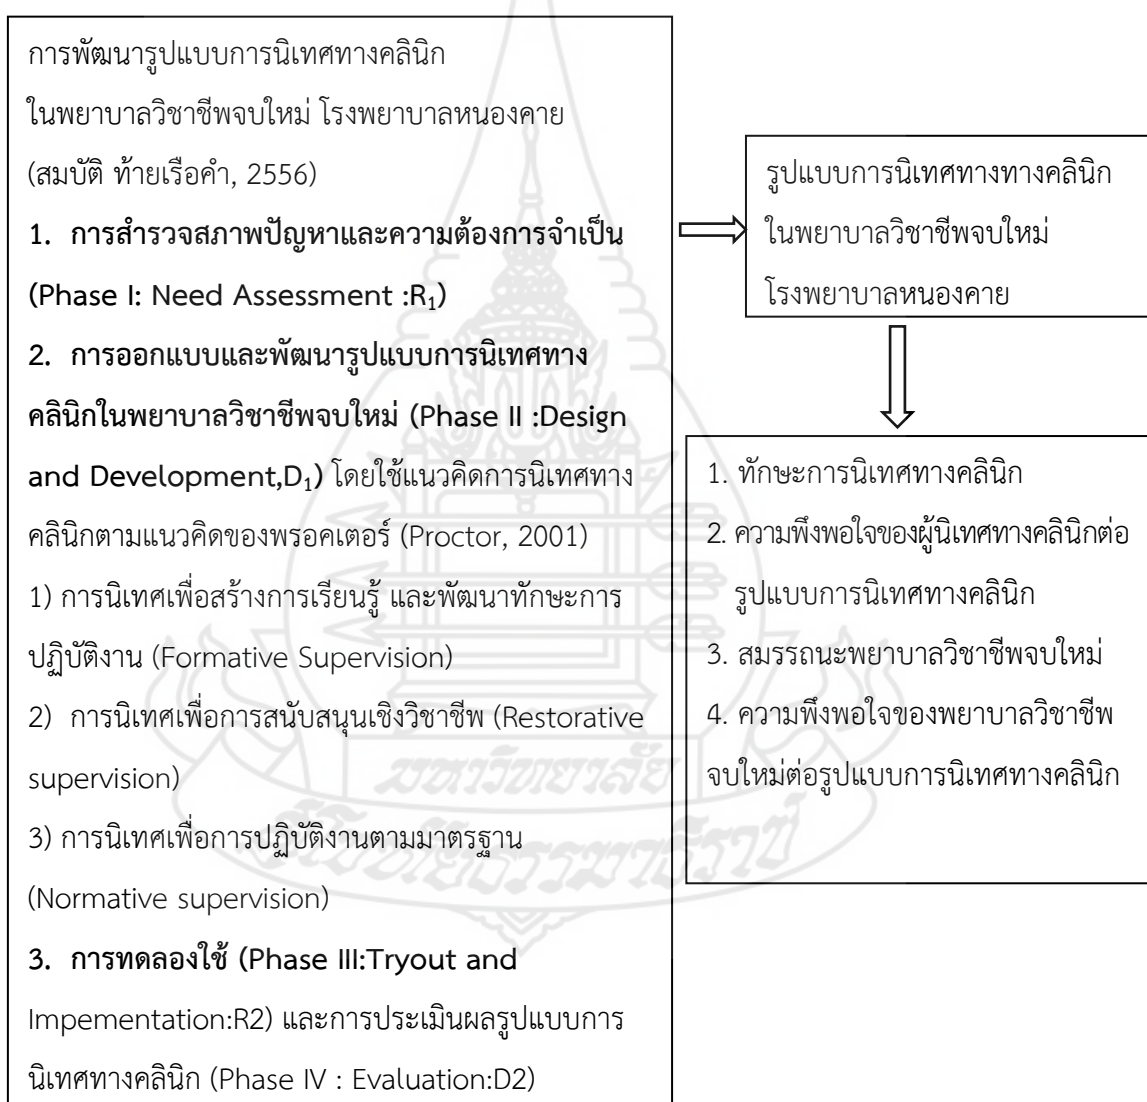 การพัฒนารูปแบบการนิเทศทางคลินิก
ในพยาบาลวิชาชีพจบใหม่ โรงพยาบาลหนองคาย
(สมบัติ ท้ายเรือคำ, 2556)
1. การสำรวจสภาพปัญหาและความต้องการจำเป็น
(Phase I: Need Assessment :R₁)
2. การออกแบบและพัฒนารูปแบบการนิเทศทาง
คลินิกในพยาบาลวิชาชีพจบใหม่ (Phase II :Design
and Development,D₁) โดยใช้แนวคิดการนิเทศทาง
คลินิกตามแนวคิดของพรอคเตอร์ (Proctor, 2001)
1) การนิเทศเพื่อสร้างการเรียนรู้ และพัฒนาทักษะการ
ปฏิบัติงาน (Formative Supervision)
2) การนิเทศเพื่อการสนับสนุนเชิงวิชาชีพ (Restorative
supervision)
3) การนิเทศเพื่อการปฏิบัติงานตามมาตรฐาน
(Normative supervision)
3. การทดลองใช้ (Phase III:Tryout and
Impementation:R2) และการประเมินผลรูปแบบการ
นิเทศทางคลินิก (Phase IV : Evaluation:D2)
รูปแบบการนิเทศทางทางคลินิก
ในพยาบาลวิชาชีพจบใหม่
โรงพยาบาลหนองคาย
1. ทักษะการนิเทศทางคลินิก
2. ความพึงพอใจของผู้นิเทศทางคลินิกต่อ
รูปแบบการนิเทศทางคลินิก
3. สมรรถนะพยาบาลวิชาชีพจบใหม่
4. ความพึงพอใจของพยาบาลวิชาชีพ
จบใหม่ต่อรูปแบบการนิเทศทางคลินิก
มหาวิทยาลัย
สุโขทัยธรรมาธิราช